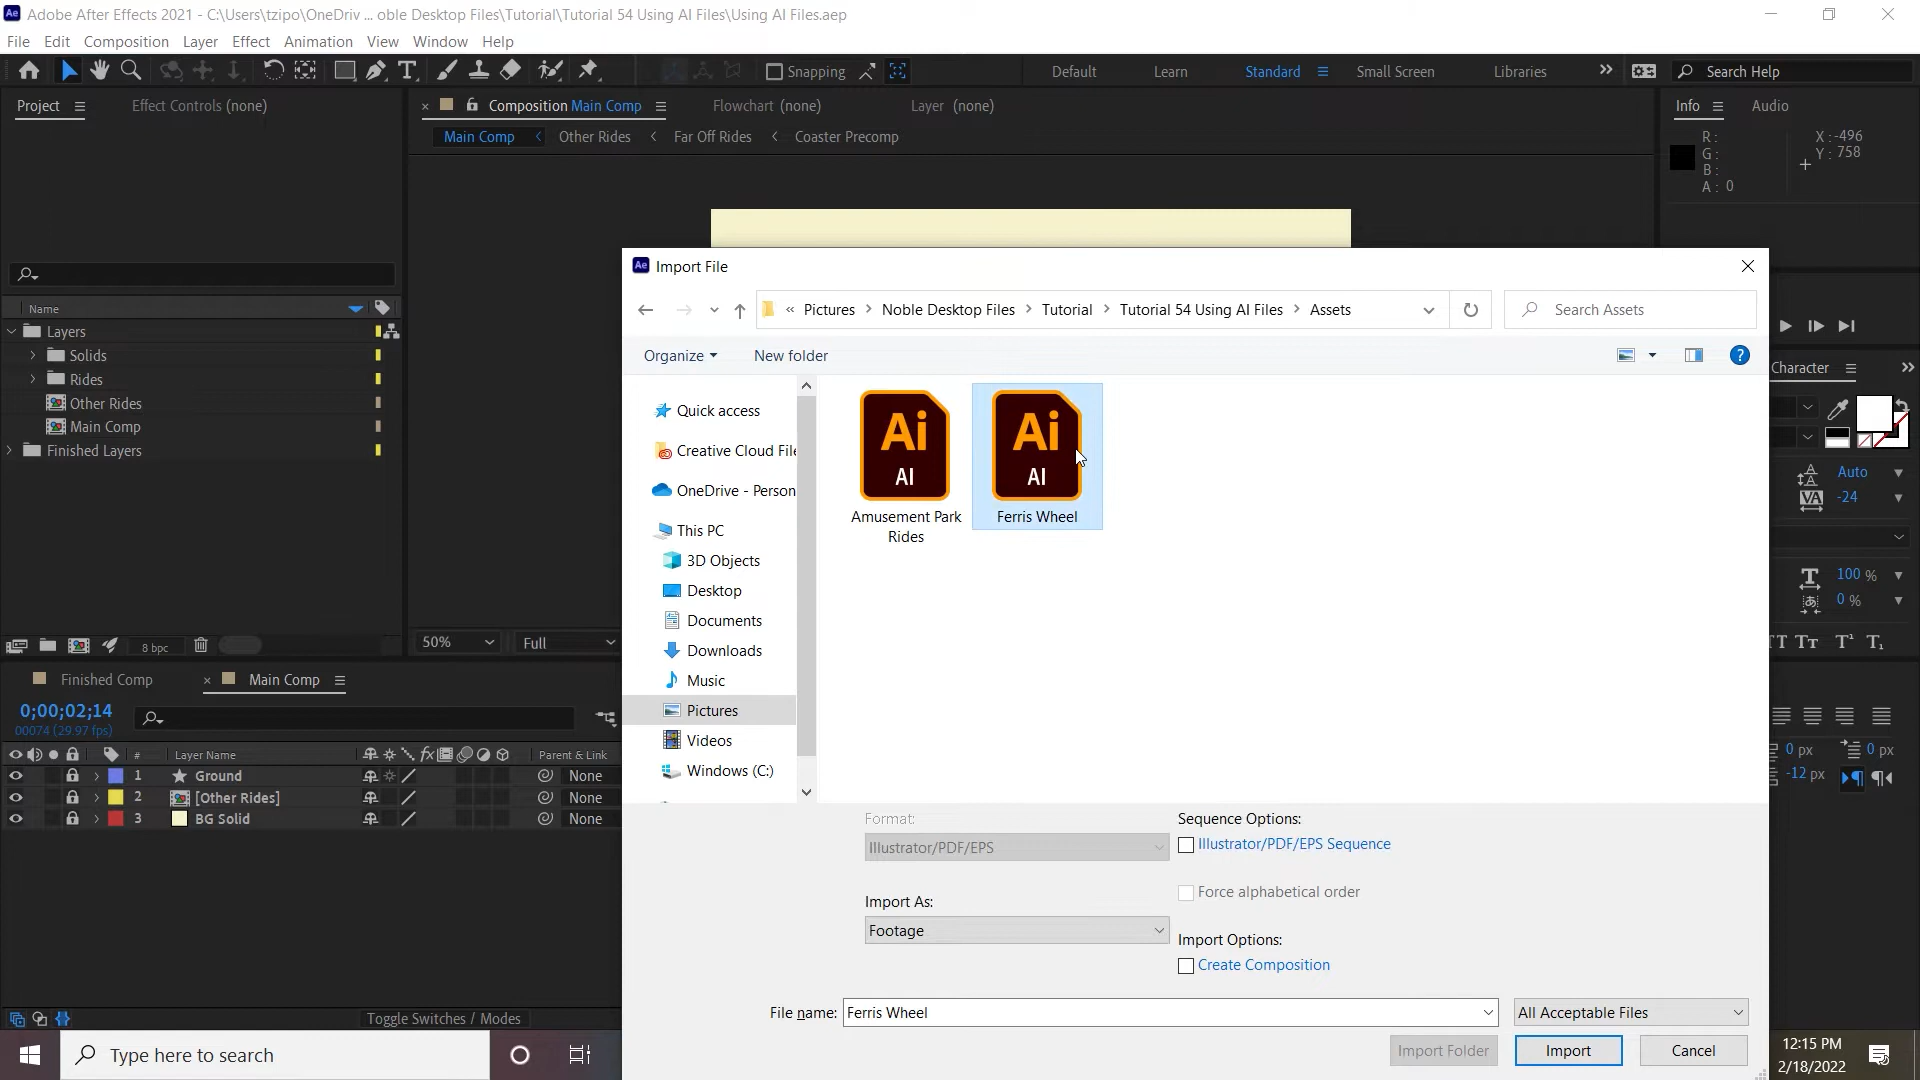 Adobe After Effects 2021 - C:\Users\tzipo\OneDriv ... oble Desktop Files\Tutorial\Tutorial 54 Using AI Files\Using AI Files.aep
File Edit Composition Layer Effect Animation View Window Help
Snapping
Default Learn Standard Small Screen Libraries Search Help
Project Effect Controls (none)
Composition Main Comp Flowchart (none) Layer (none)
Info Audio
Main Comp Other Rides Far Off Rides Coaster Precomp
R :
G :
B :
A : 0
X : -496
Y : 758
Name
Layers
Solids
Rides
Other Rides
Main Comp
Finished Layers
8 bpc
50% Full
Import File
« Pictures > Noble Desktop Files > Tutorial > Tutorial 54 Using AI Files > Assets
Search Assets
Organize New folder
Quick access
Creative Cloud File
OneDrive - Person
This PC
3D Objects
Desktop
Documents
Downloads
Music
Pictures
Videos
Windows (C:)
Ai
AI
Amusement Park
Rides
Ai
AI
Ferris Wheel
Format:
Illustrator/PDF/EPS
Import As:
Footage
Sequence Options:
Illustrator/PDF/EPS Sequence
Force alphabetical order
Import Options:
Create Composition
File name: Ferris Wheel
All Acceptable Files
Import Folder Import Cancel
Character
Auto
-24
100 %
0 %
0 px 0 px
-12 px
Finished Comp Main Comp
0;00;02;14
00074 (29.97 fps)
# Layer Name Parent & Link
1 Ground None
2 [Other Rides] None
3 BG Solid None
Toggle Switches / Modes
Type here to search
12:15 PM
2/18/2022